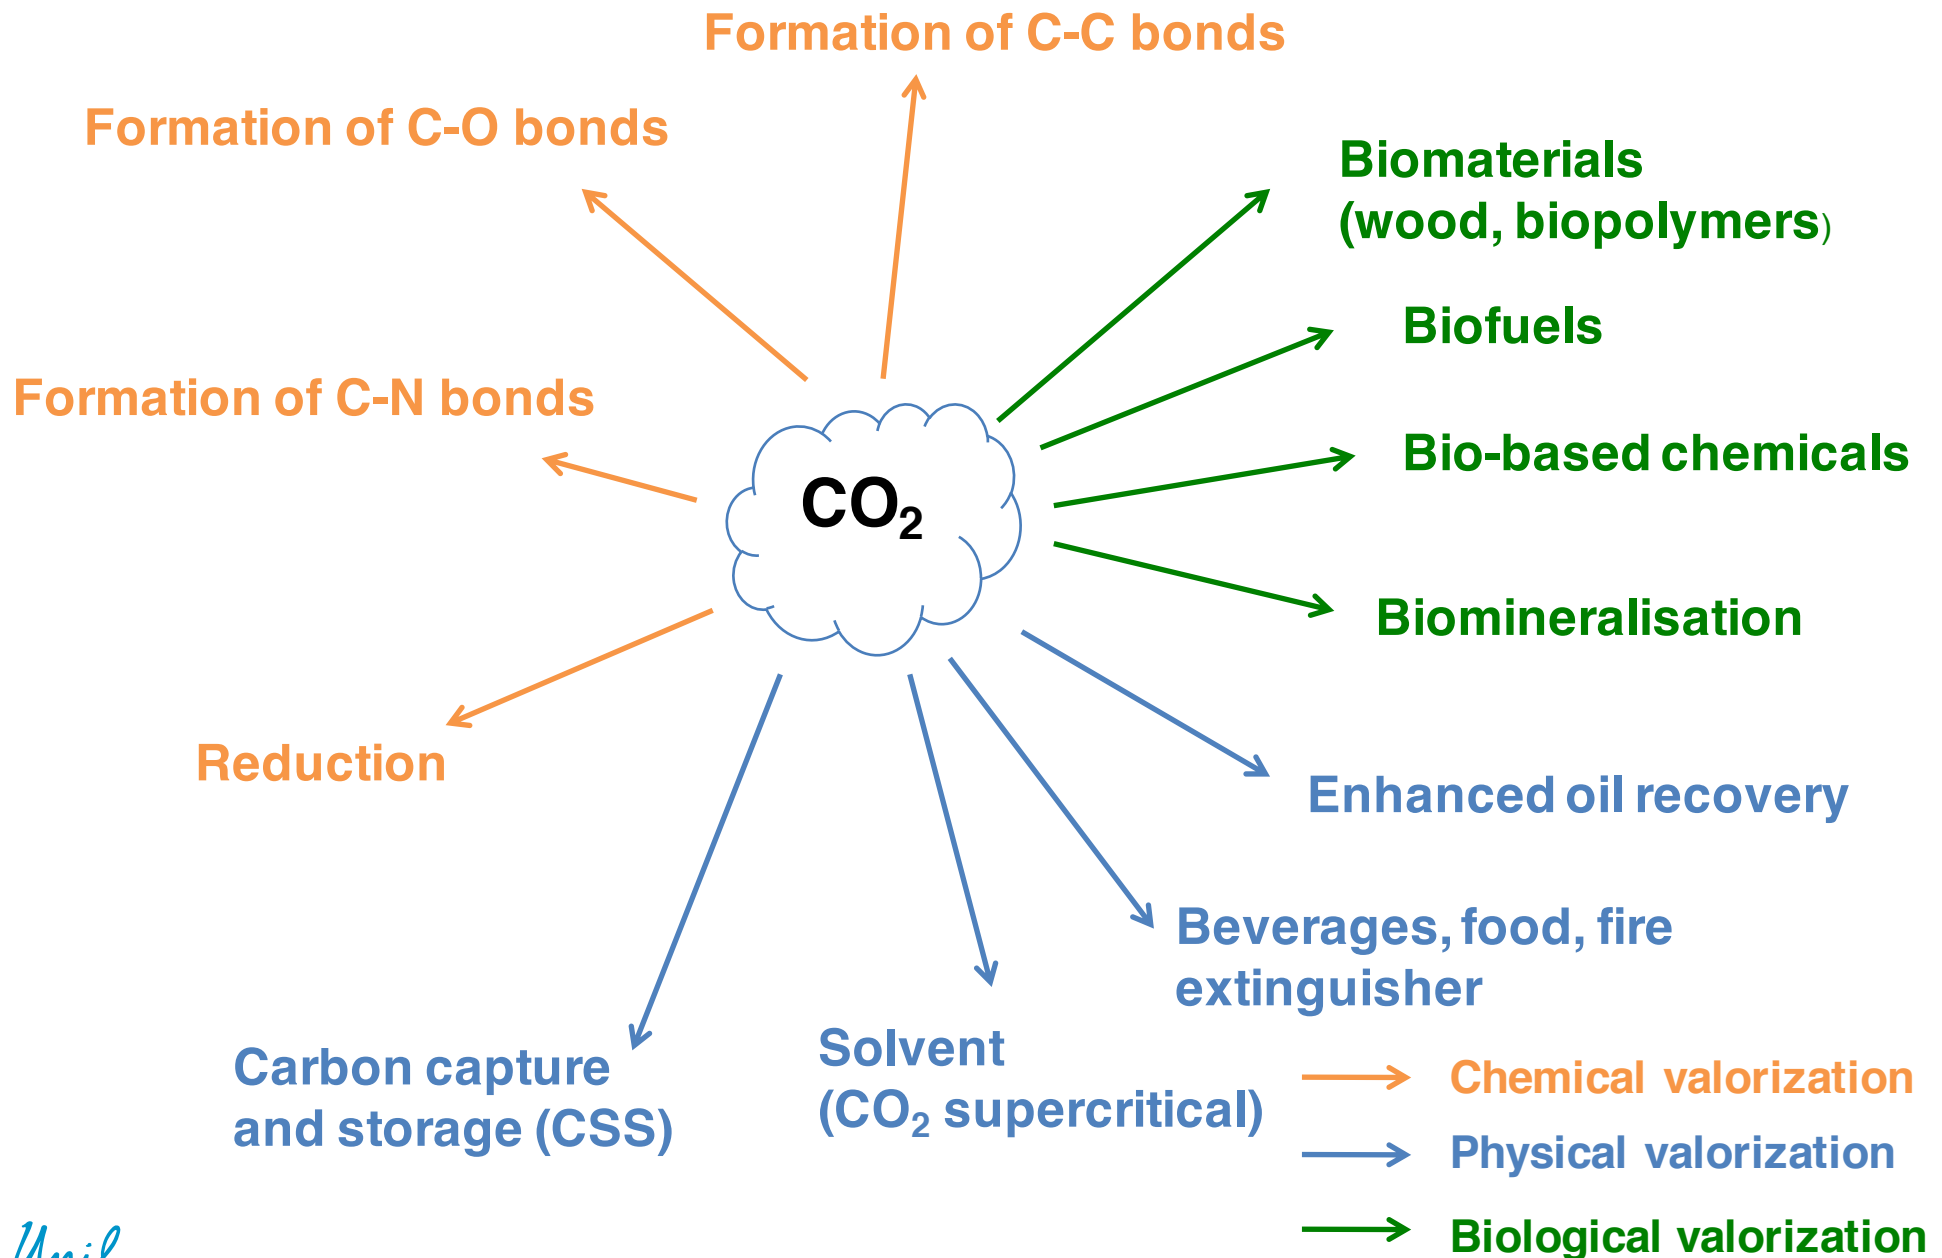 Formation of C-C bonds
Formation of C-O bonds
Biomaterials
(wood, biopolymers)
Biofuels
Formation of C-N bonds
Bio-based chemicals
CO₂
Biomineralisation
Reduction
Enhanced oil recovery
Beverages, food, fire
extinguisher
Solvent
(CO₂ supercritical)
Carbon capture
and storage (CSS)
Chemical valorization
Physical valorization
Biological valorization
Unil